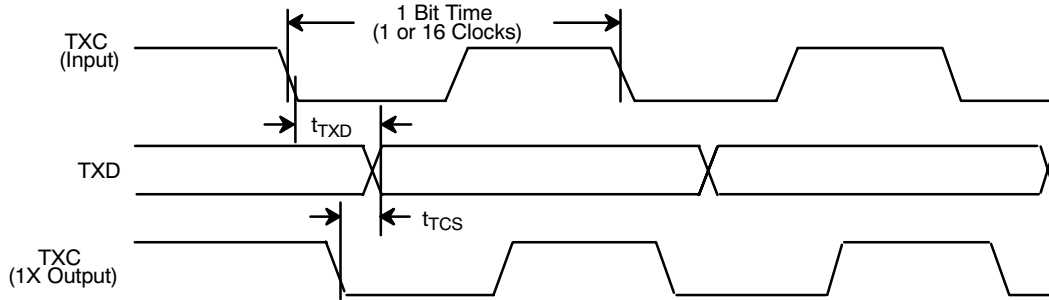 1 Bit Time
(1 or 16 Clocks)
TXC
(Input)
tTXD
TXD
tTCS
TXC
(1X Output)